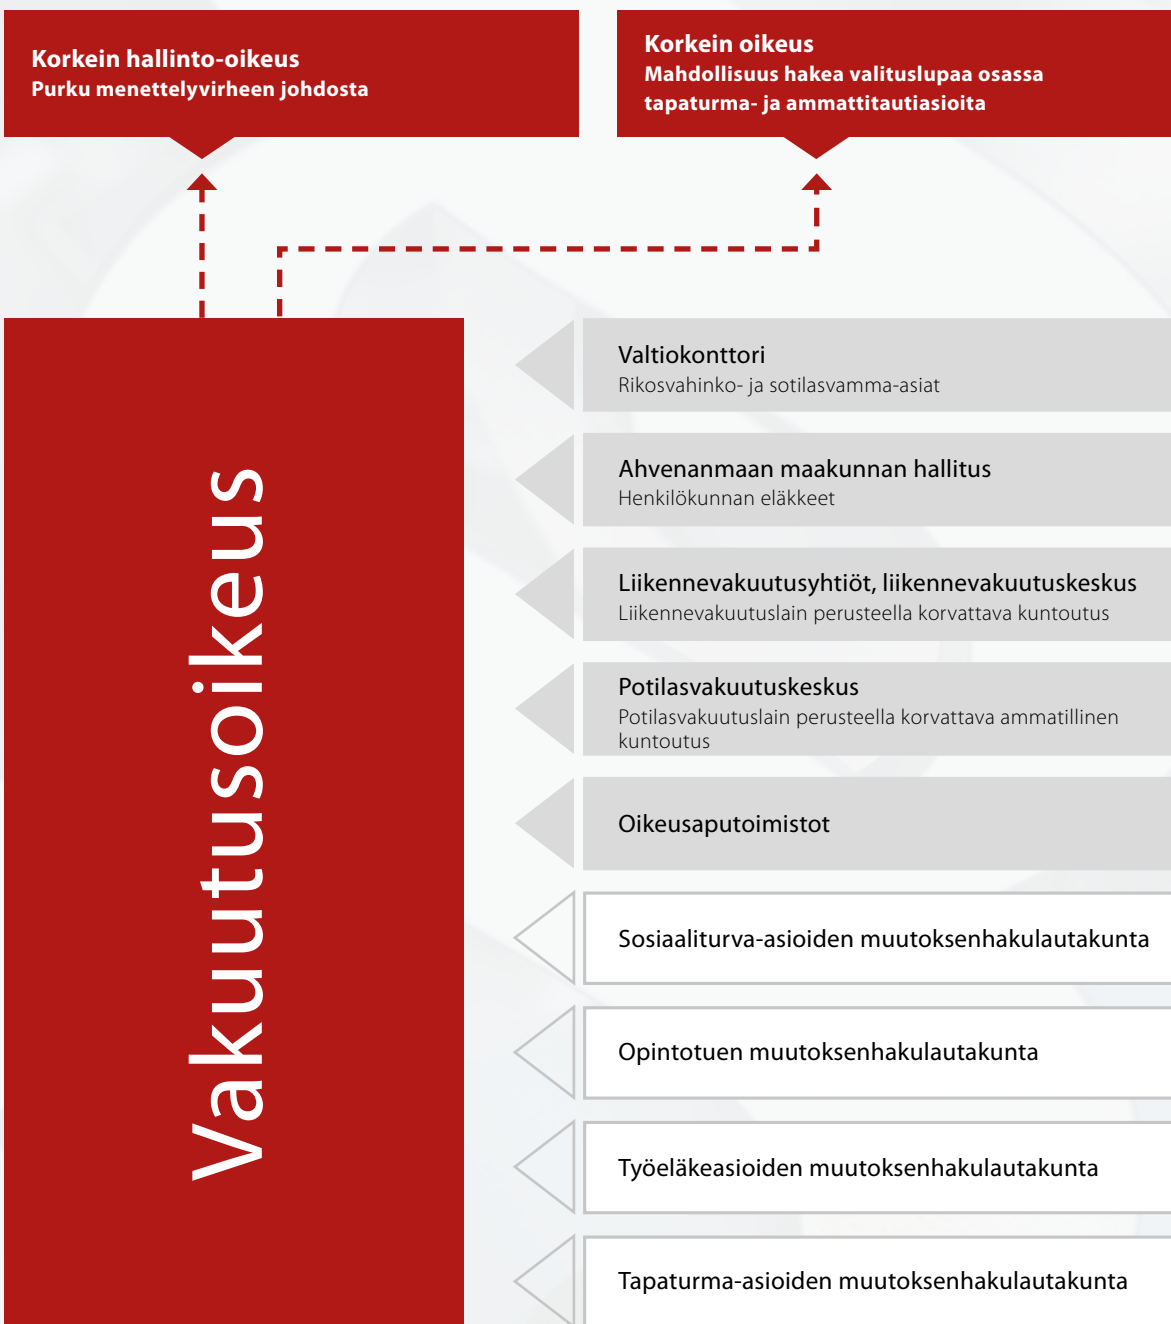 Korkein hallinto-oikeus
Purku menettelyvirheen johdosta
Korkein oikeus
Mahdollisuus hakea valituslupaa osassa
tapaturma- ja ammattitautiasioita
Vakuutusoikeus
Valtiokonttori
Rikosvahinko- ja sotilasvamma-asiat
Ahvenanmaan maakunnan hallitus
Henkilökunnan eläkkeet
Liikennevakuutusyhtiöt, liikennevakuutuskeskus
Liikennevakuutuslain perusteella korvattava kuntoutus
Potilasvakuutuskeskus
Potilasvakuutuslain perusteella korvattava ammatillinen
kuntoutus
Oikeusaputoimistot
Sosiaaliturva-asioiden muutoksenhakulautakunta
Opintotuen muutoksenhakulautakunta
Työeläkeasioiden muutoksenhakulautakunta
Tapaturma-asioiden muutoksenhakulautakunta